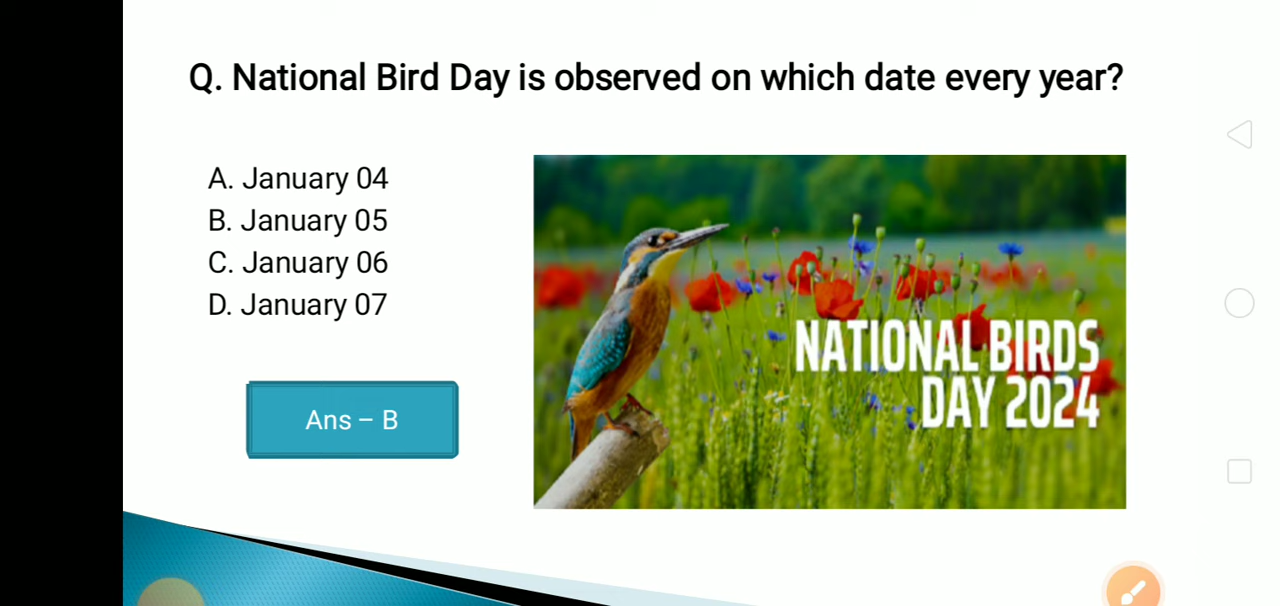 Q. National Bird Day is observed on which date every year?
A. January 04
B. January 05
C. January 06
D. January 07
Ans – B
NATIONAL BIRDS
DAY 2024